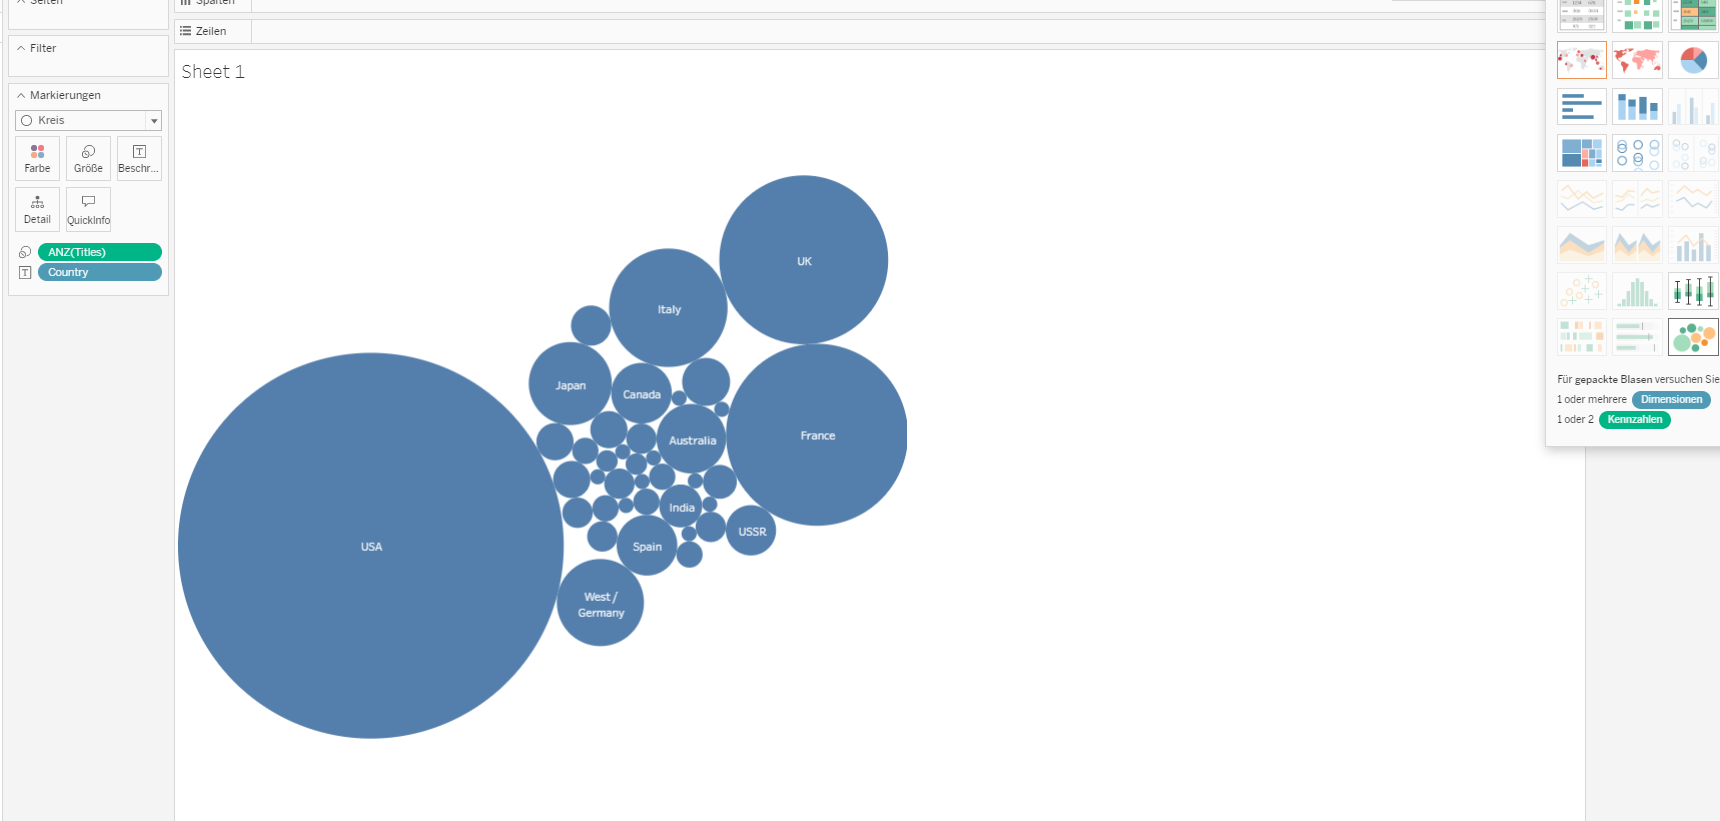 Seiten
Spalten
Filter
Zeilen
Sheet 1
Markierungen
Kreis
Farbe
Größe
Beschr...
Detail
QuickInfo
ANZ(Titles)
Country
UK
Italy
Japan
Canada
Australia
France
India
USSR
Spain
USA
West /
Germany
Für gepackte Blasen versuchen Sie
1 oder mehrere Dimensionen
1 oder 2 Kennzahlen